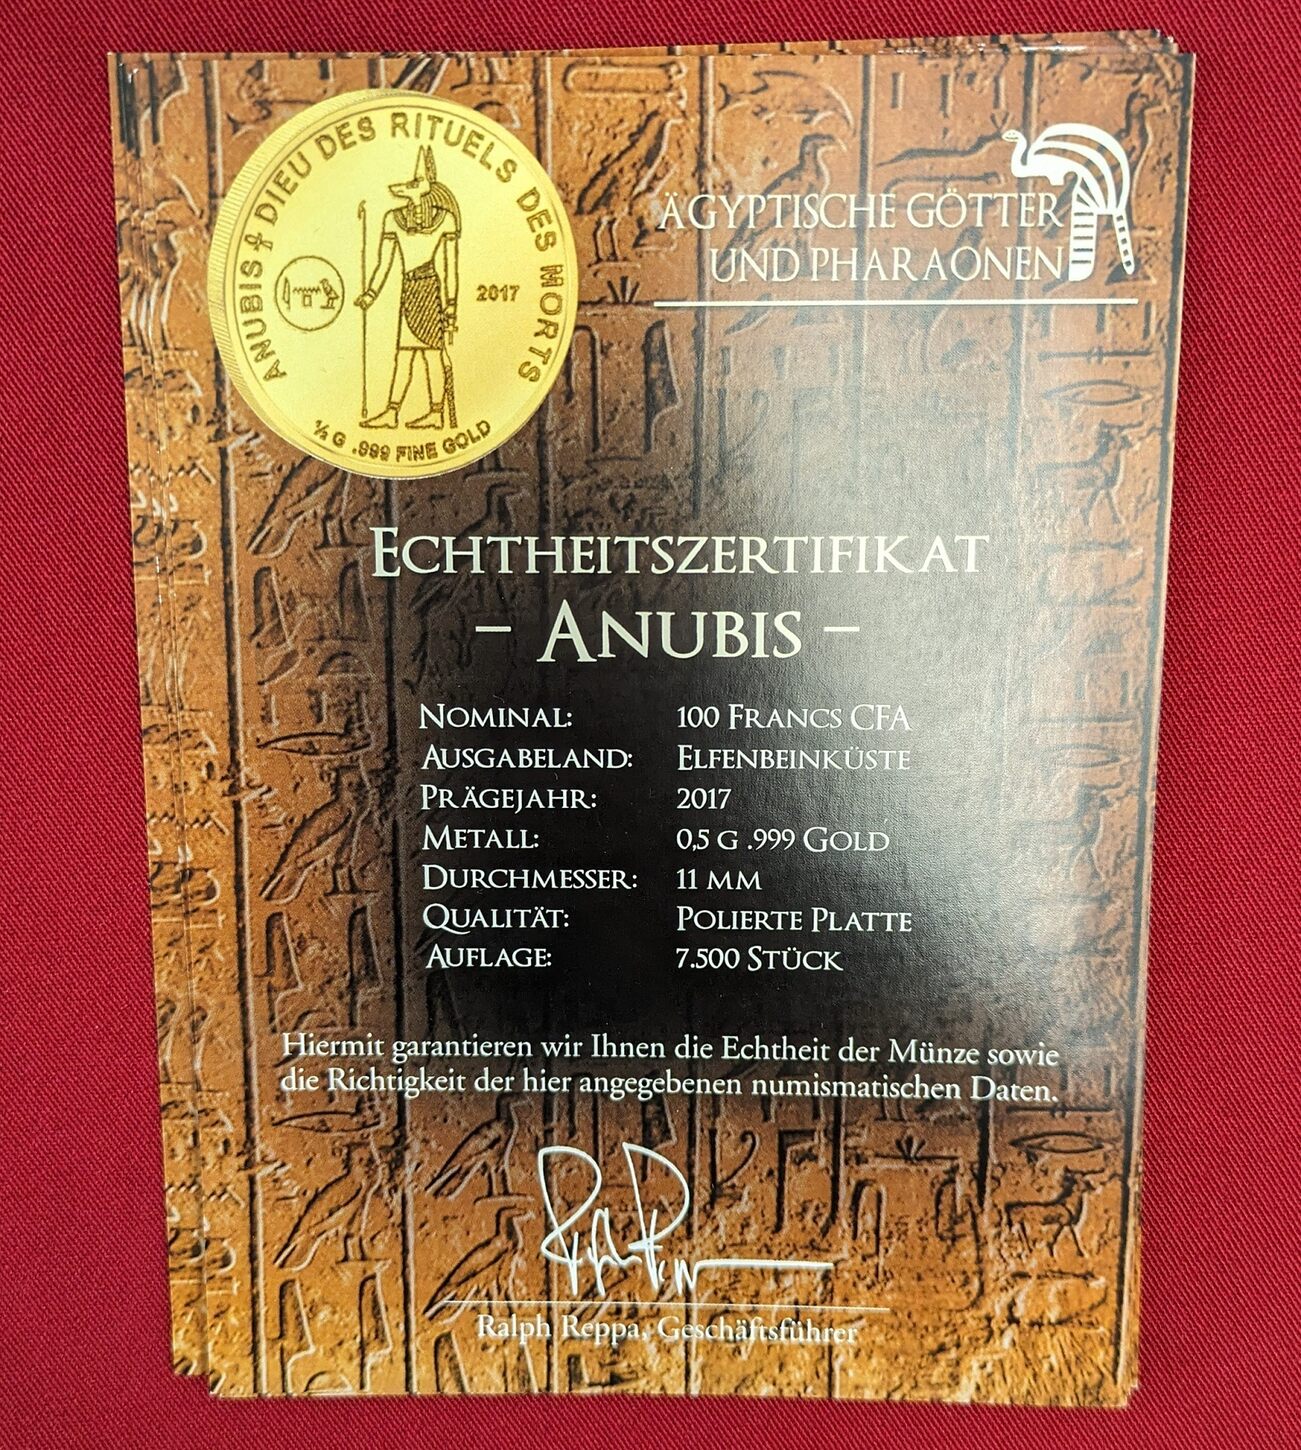 ANUBIS ☥ DIEU DES RITUELS DES MORTS
2017
½ G .999 FINE GOLD
ÄGYPTISCHE GÖTTER
UND PHARAONEN
ECHTHEITSZERTIFIKAT
– ANUBIS –
NOMINAL: 100 FRANCS CFA
AUSGABELAND: ELFENBEINKÜSTE
PRÄGEJAHR: 2017
METALL: 0,5 G .999 GOLD
DURCHMESSER: 11 MM
QUALITÄT: POLIERTE PLATTE
AUFLAGE: 7.500 STÜCK
Hiermit garantieren wir Ihnen die Echtheit der Münze sowie
die Richtigkeit der hier angegebenen numismatischen Daten.
Ralph Reppa, Geschäftsführer